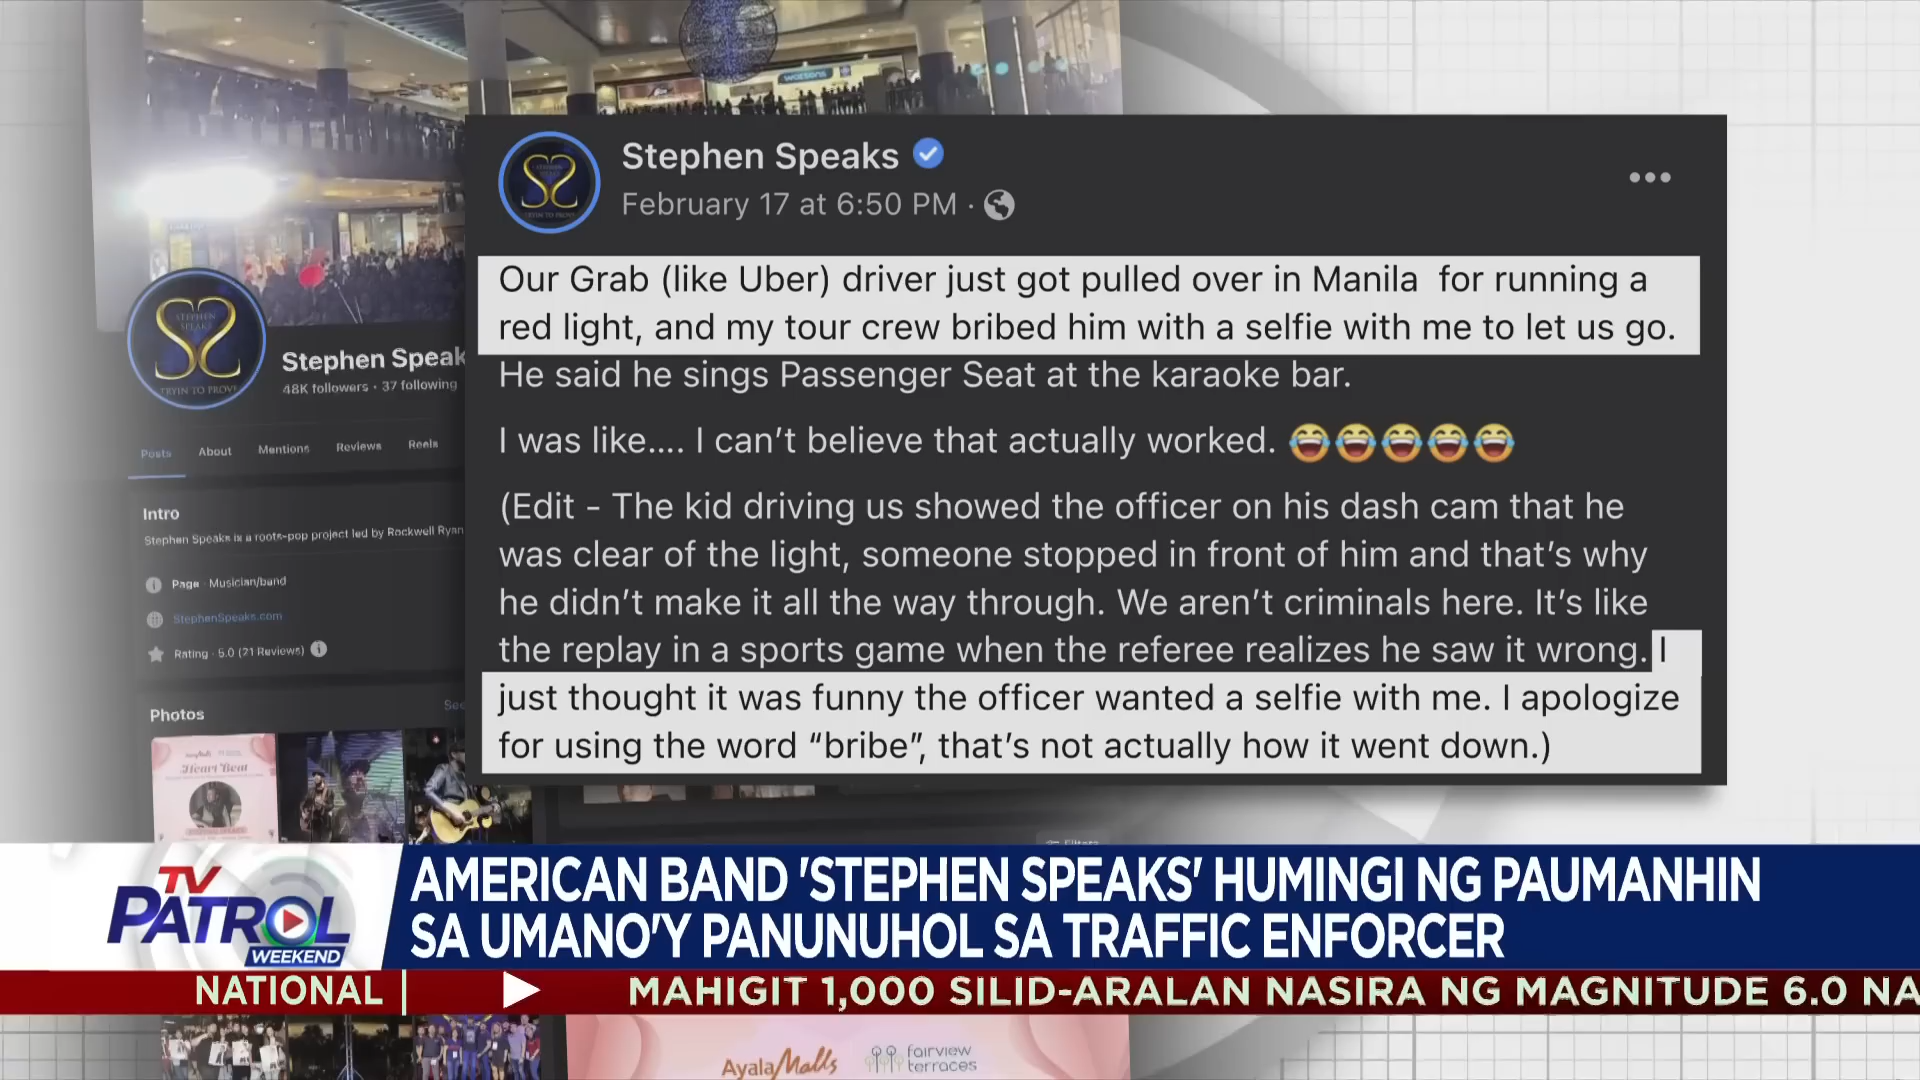 watsons
Stephen Speaks
February 17 at 6:50 PM ·
Our Grab (like Uber) driver just got pulled over in Manila for running a
red light, and my tour crew bribed him with a selfie with me to let us go.
He said he sings Passenger Seat at the karaoke bar.
I was like.... I can't believe that actually worked. 😂😂😂😂😂
(Edit - The kid driving us showed the officer on his dash cam that he
was clear of the light, someone stopped in front of him and that's why
he didn't make it all the way through. We aren't criminals here. It's like
the replay in a sports game when the referee realizes he saw it wrong. I
just thought it was funny the officer wanted a selfie with me. I apologize
for using the word “bribe”, that's not actually how it went down.)
STEPHEN
SPEAKS
TRYIN TO PROVE
Stephen Speak
48K followers • 37 following
Posts About Mentions Reviews Reels
Intro
Stephen Speaks is a roots-pop project led by Rockwell Ryan
Page · Musician/band
StephenSpeaks.com
Rating · 5.0 (21 Reviews)
Photos
See
Heart Beat
Filters
TV
PATROL
WEEKEND
AMERICAN BAND 'STEPHEN SPEAKS' HUMINGI NG PAUMANHIN
SA UMANO'Y PANUNUHOL SA TRAFFIC ENFORCER
NATIONAL | MAHIGIT 1,000 SILID-ARALAN NASIRA NG MAGNITUDE 6.0 NA
AyalaMalls
fairview
terraces